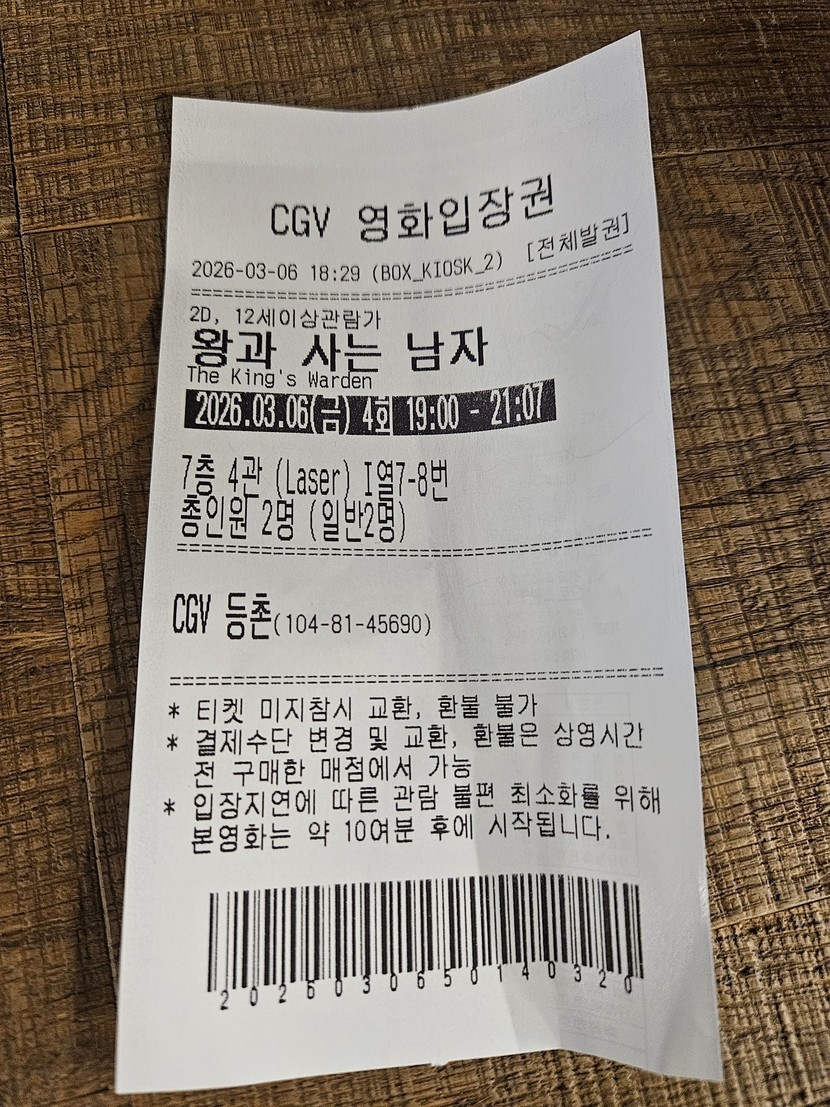 CGV 영화입장권
2026-03-06 18:29 (BOX_KIOSK_2) [전체발권]
2D, 12세이상관람가
왕과 사는 남자
The King's Warden
2026.03.06(금) 4회 19:00 - 21:07
7층 4관 (Laser) I열7-8번
총인원 2명 (일반2명)
CGV 등촌(104-81-45690)
* 티켓 미지참시 교환, 환불 불가
* 결제수단 변경 및 교환, 환불은 상영시간
전 구매한 매점에서 가능
* 입장지연에 따른 관람 불편 최소화를 위해
본영화는 약 10여분 후에 시작됩니다.
202603065014 0320